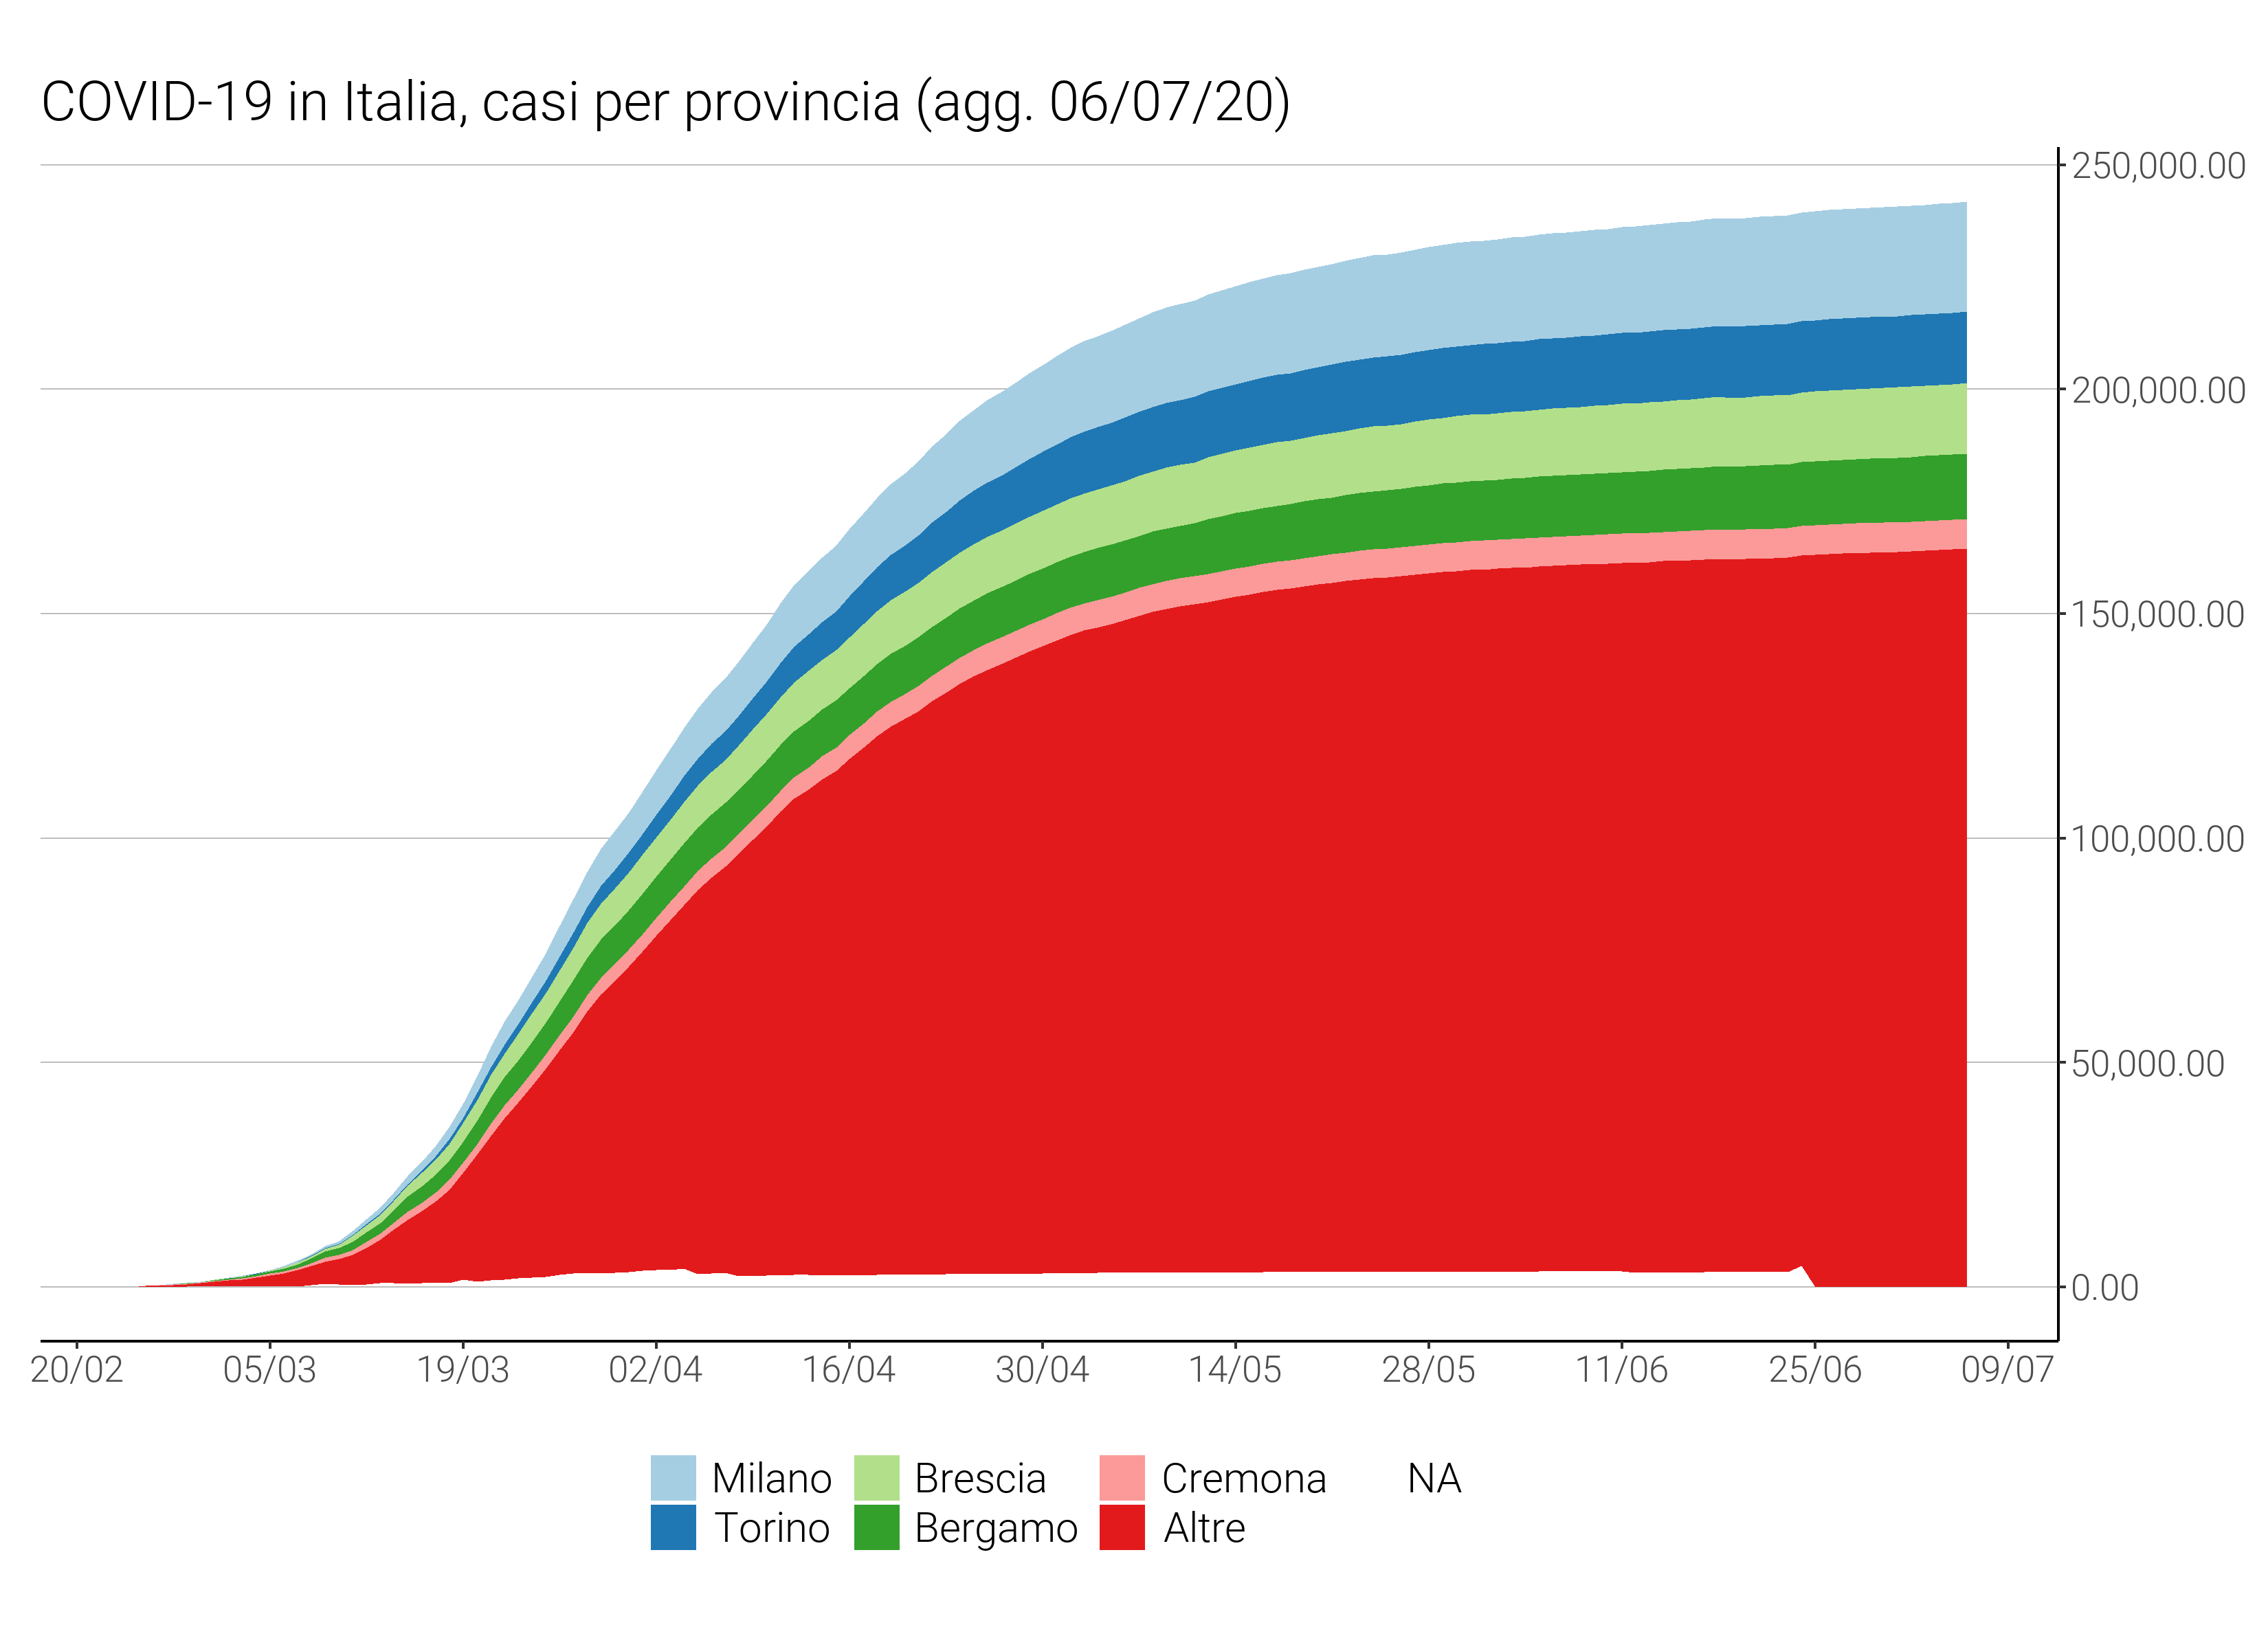 COVID-19 in Italia, casi per provincia (agg. 06/07/20)
250,000.00
200,000.00
150,000.00
100,000.00
50,000.00
0.00
20/02 05/03 19/03 02/04 16/04 30/04 14/05 28/05 11/06 25/06 09/07
Milano Brescia Cremona NA
Torino Bergamo Altre